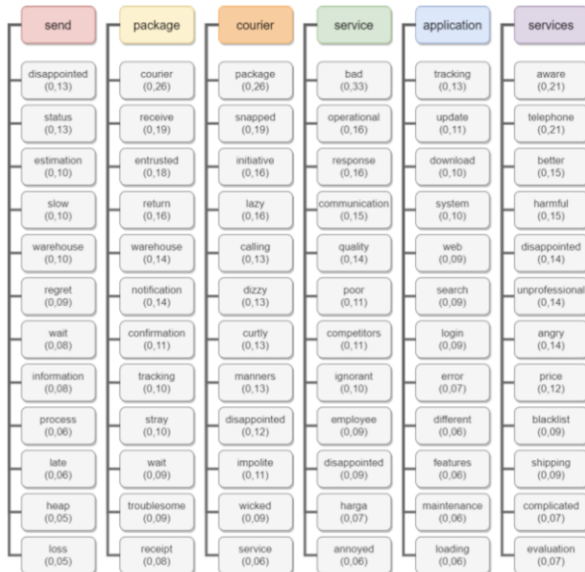 send
package
courier
service
application
services
disappointed
(0,13)
status
(0,13)
estimation
(0,10)
slow
(0,10)
warehouse
(0,10)
regret
(0,09)
wait
(0,08)
information
(0,08)
process
(0,06)
late
(0,06)
heap
(0,05)
loss
(0,05)
courier
(0,26)
receive
(0,19)
entrusted
(0,18)
return
(0,16)
warehouse
(0,14)
notification
(0,14)
confirmation
(0,11)
tracking
(0,10)
stray
(0,10)
wait
(0,09)
troublesome
(0,09)
receipt
(0,08)
package
(0,26)
snapped
(0,19)
initiative
(0,16)
lazy
(0,16)
calling
(0,13)
dizzy
(0,13)
curtly
(0,13)
manners
(0,13)
disappointed
(0,12)
impolite
(0,11)
wicked
(0,09)
service
(0,06)
bad
(0,33)
operational
(0,16)
response
(0,16)
communication
(0,15)
quality
(0,14)
poor
(0,11)
competitors
(0,11)
ignorant
(0,10)
employee
(0,09)
disappointed
(0,09)
harga
(0,07)
annoyed
(0,06)
tracking
(0,13)
update
(0,11)
download
(0,10)
system
(0,10)
web
(0,09)
search
(0,09)
login
(0,09)
error
(0,07)
different
(0,06)
features
(0,06)
maintenance
(0,06)
loading
(0,06)
aware
(0,21)
telephone
(0,21)
better
(0,15)
harmful
(0,15)
disappointed
(0,14)
unprofessional
(0,14)
angry
(0,14)
price
(0,12)
blacklist
(0,09)
shipping
(0,09)
complicated
(0,07)
evaluation
(0,07)